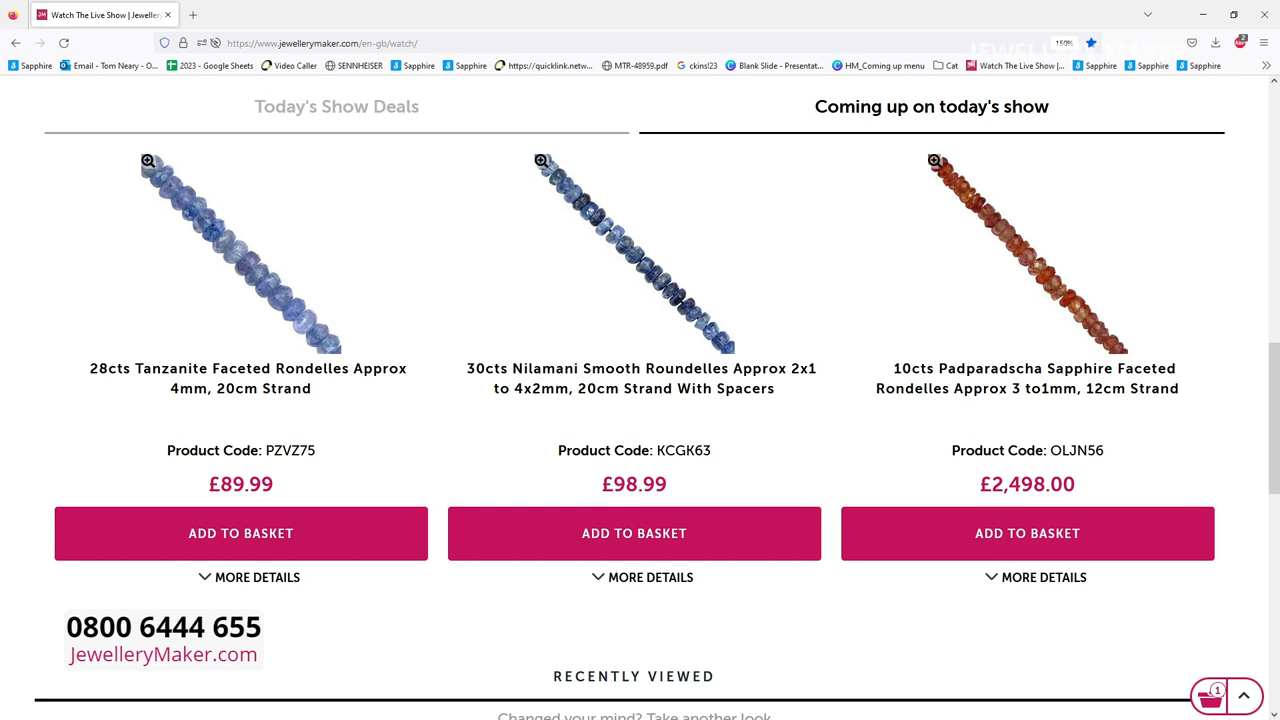 Watch The Live Show | Jewellery
https://www.jewellerymaker.com/
gb/watch/
150%
2
Sapphire
Email - Tom Neary - O...
2023 - Google Sheets
Video Caller
SENNHEISER
Sapphire
Sapphire
https://quicklink.netw...
MTR-48959.pdf
ckins!23
Blank Slide - Presentat...
HM_Coming up menu
Cat
Watch The Live Show |...
Sapphire
Sapphire
Sapphire
JEWELLERY MAKER
Today's Show Deals
Coming up on today's show
28cts Tanzanite Faceted Rondelles Approx
4mm, 20cm Strand
Product Code: PZVZ75
£89.99
ADD TO BASKET
MORE DETAILS
30cts Nilamani Smooth Roundelles Approx 2x1
to 4x2mm, 20cm Strand With Spacers
Product Code: KCGK63
£98.99
ADD TO BASKET
MORE DETAILS
10cts Padparadscha Sapphire Faceted
Rondelles Approx 3 to1mm, 12cm Strand
Product Code: OLJN56
£2,498.00
ADD TO BASKET
MORE DETAILS
0800 6444 655
JewelleryMaker.com
RECENTLY VIEWED
Changed your mind? Take another look
1